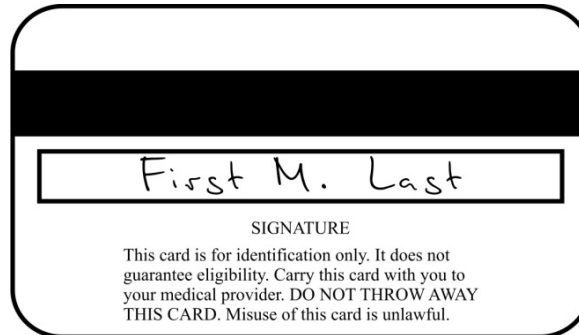 First M. Last
SIGNATURE
This card is for identification only. It does not
guarantee eligibility. Carry this card with you to
your medical provider. DO NOT THROW AWAY
THIS CARD. Misuse of this card is unlawful.